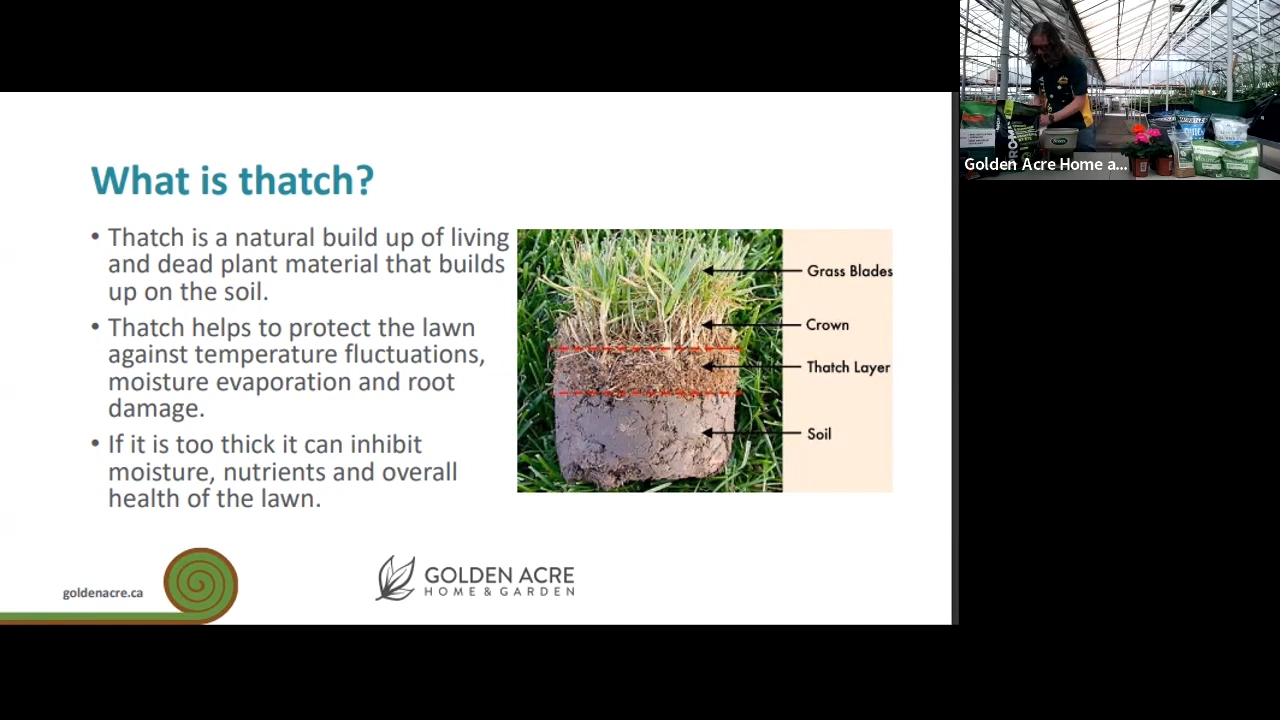 What is thatch?
• Thatch is a natural build up of living
and dead plant material that builds
up on the soil.
• Thatch helps to protect the lawn
against temperature fluctuations,
moisture evaporation and root
damage.
• If it is too thick it can inhibit
moisture, nutrients and overall
health of the lawn.
Grass Blades
Crown
Thatch Layer
Soil
goldenacre.ca
GOLDEN ACRE
HOME & GARDEN
Scotts
Golden Acre Home a...